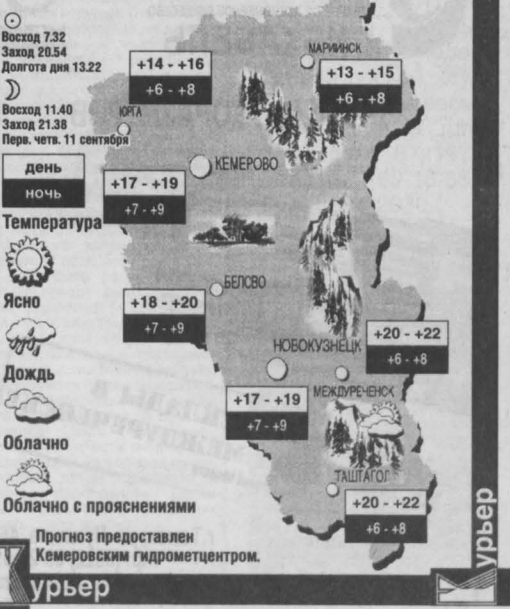 Восход 7.32
Заход 20.54
Долгота дня 13.22
Восход 11.40
Заход 21.38
Перв. четв. 11 сентября
день
ночь
Температура
Ясно
Дождь
Облачно
Облачно с прояснениями
Прогноз предоставлен
Кемеровским гидрометцентром.
МАРИИНСК
+13 - +15
+6 - +8
+14 - +16
+6 - +8
ЮРГА
КЕМЕРОВО
+17 - +19
+7 - +9
БЕЛОВО
+18 - +20
+7 - +9
НОВОКУЗНЕЦК
+17 - +19
+7 - +9
+20 - +22
+6 - +8
МЕЖДУРЕЧЕНСК
ТАШТАГОЛ
+20 - +22
+6 - +8
Курьер
урьер